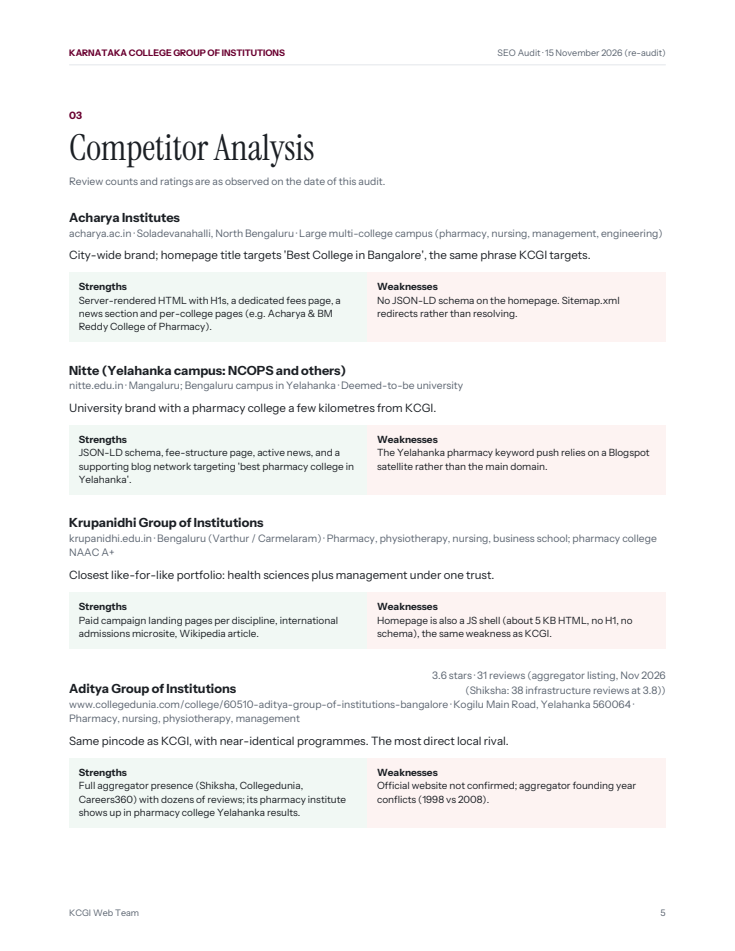 KARNATAKA COLLEGE GROUP OF INSTITUTIONS
SEO Audit · 15 November 2026 (re-audit)
03
Competitor Analysis
Review counts and ratings are as observed on the date of this audit.
Acharya Institutes
acharya.ac.in · Soladevanahalli, North Bengaluru · Large multi-college campus (pharmacy, nursing, management, engineering)
City-wide brand; homepage title targets 'Best College in Bangalore', the same phrase KCGI targets.
Strengths
Server-rendered HTML with H1s, a dedicated fees page, a
news section and per-college pages (e.g. Acharya & BM
Reddy College of Pharmacy).
Weaknesses
No JSON-LD schema on the homepage. Sitemap.xml
redirects rather than resolving.
Nitte (Yelahanka campus: NCOPS and others)
nitte.edu.in · Mangaluru; Bengaluru campus in Yelahanka · Deemed-to-be university
University brand with a pharmacy college a few kilometres from KCGI.
Strengths
JSON-LD schema, fee-structure page, active news, and a
supporting blog network targeting 'best pharmacy college in
Yelahanka'.
Weaknesses
The Yelahanka pharmacy keyword push relies on a Blogspot
satellite rather than the main domain.
Krupanidhi Group of Institutions
krupanidhi.edu.in · Bengaluru (Varthur / Carmelaram) · Pharmacy, physiotherapy, nursing, business school; pharmacy college
NAAC A+
Closest like-for-like portfolio: health sciences plus management under one trust.
Strengths
Paid campaign landing pages per discipline, international
admissions microsite, Wikipedia article.
Weaknesses
Homepage is also a JS shell (about 5 KB HTML, no H1, no
schema), the same weakness as KCGI.
Aditya Group of Institutions
3.6 stars · 31 reviews (aggregator listing, Nov 2026
(Shiksha: 38 infrastructure reviews at 3.8))
www.collegedunia.com/college/60510-aditya-group-of-institutions-bangalore · Kogilu Main Road, Yelahanka 560064 ·
Pharmacy, nursing, physiotherapy, management
Same pincode as KCGI, with near-identical programmes. The most direct local rival.
Strengths
Full aggregator presence (Shiksha, Collegedunia,
Careers360) with dozens of reviews; its pharmacy institute
shows up in pharmacy college Yelahanka results.
Weaknesses
Official website not confirmed; aggregator founding year
conflicts (1998 vs 2008).
KCGI Web Team
5